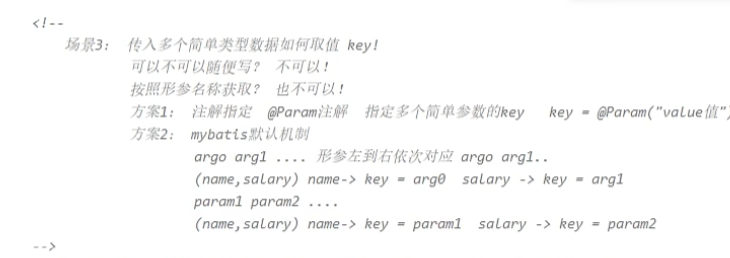 <!--
场景3： 传入多个简单类型数据如何取值 key!
可以不可以随便写？ 不可以！
按照形参名称获取？ 也不可以！
方案1： 注解指定 @Param注解 指定多个简单参数的key key = @Param("value值")
方案2： mybatis默认机制
argo arg1 .... 形参左到右依次对应 argo arg1..
(name,salary) name-> key = arg0 salary -> key = arg1
param1 param2 ....
(name,salary) name-> key = param1 salary -> key = param2
-->